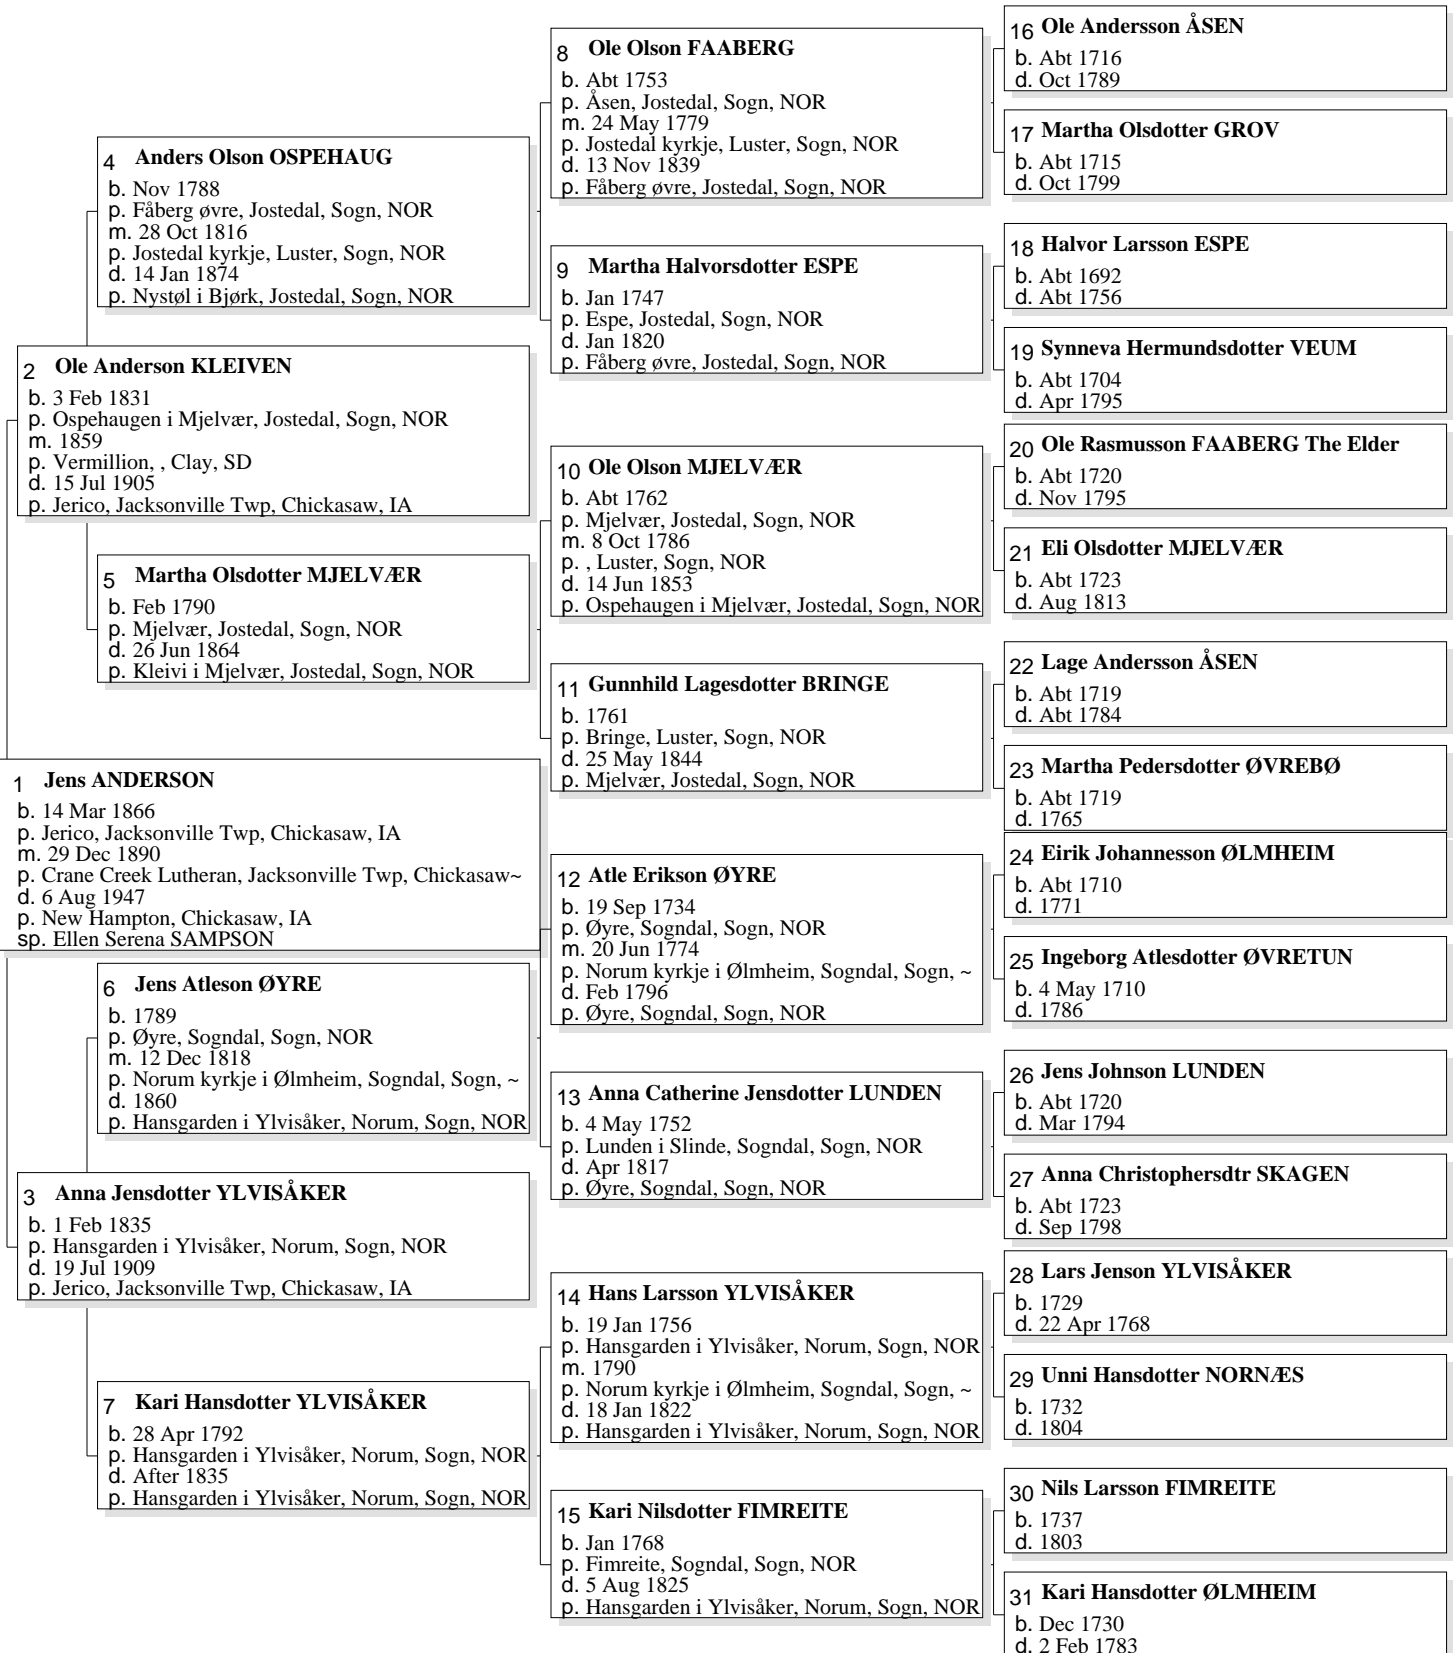 1 Jens ANDERSON
b. 14 Mar 1866
p. Jerico, Jacksonville Twp, Chickasaw, IA
m. 29 Dec 1890
p. Crane Creek Lutheran, Jacksonville Twp, Chickasaw~
d. 6 Aug 1947
p. New Hampton, Chickasaw, IA
sp. Ellen Serena SAMPSON
2 Ole Anderson KLEIVEN
b. 3 Feb 1831
p. Ospehaugen i Mjelvær, Jostedal, Sogn, NOR
m. 1859
p. Vermillion, , Clay, SD
d. 15 Jul 1905
p. Jerico, Jacksonville Twp, Chickasaw, IA
3 Anna Jensdotter YLVISÅKER
b. 1 Feb 1835
p. Hansgarden i Ylvisåker, Norum, Sogn, NOR
d. 19 Jul 1909
p. Jerico, Jacksonville Twp, Chickasaw, IA
4 Anders Olson OSPEHAUG
b. Nov 1788
p. Fåberg øvre, Jostedal, Sogn, NOR
m. 28 Oct 1816
p. Jostedal kyrkje, Luster, Sogn, NOR
d. 14 Jan 1874
p. Nystøl i Bjørk, Jostedal, Sogn, NOR
5 Martha Olsdotter MJELVÆR
b. Feb 1790
p. Mjelvær, Jostedal, Sogn, NOR
d. 26 Jun 1864
p. Kleivi i Mjelvær, Jostedal, Sogn, NOR
6 Jens Atleson ØYRE
b. 1789
p. Øyre, Sogndal, Sogn, NOR
m. 12 Dec 1818
p. Norum kyrkje i Ølmheim, Sogndal, Sogn, ~
d. 1860
p. Hansgarden i Ylvisåker, Norum, Sogn, NOR
7 Kari Hansdotter YLVISÅKER
b. 28 Apr 1792
p. Hansgarden i Ylvisåker, Norum, Sogn, NOR
d. After 1835
p. Hansgarden i Ylvisåker, Norum, Sogn, NOR
8 Ole Olson FAABERG
b. Abt 1753
p. Åsen, Jostedal, Sogn, NOR
m. 24 May 1779
p. Jostedal kyrkje, Luster, Sogn, NOR
d. 13 Nov 1839
p. Fåberg øvre, Jostedal, Sogn, NOR
9 Martha Halvorsdotter ESPE
b. Jan 1747
p. Espe, Jostedal, Sogn, NOR
d. Jan 1820
p. Fåberg øvre, Jostedal, Sogn, NOR
10 Ole Olson MJELVÆR
b. Abt 1762
p. Mjelvær, Jostedal, Sogn, NOR
m. 8 Oct 1786
p. , Luster, Sogn, NOR
d. 14 Jun 1853
p. Ospehaugen i Mjelvær, Jostedal, Sogn, NOR
11 Gunnhild Lagesdotter BRINGE
b. 1761
p. Bringe, Luster, Sogn, NOR
d. 25 May 1844
p. Mjelvær, Jostedal, Sogn, NOR
12 Atle Erikson ØYRE
b. 19 Sep 1734
p. Øyre, Sogndal, Sogn, NOR
m. 20 Jun 1774
p. Norum kyrkje i Ølmheim, Sogndal, Sogn, ~
d. Feb 1796
p. Øyre, Sogndal, Sogn, NOR
13 Anna Catherine Jensdotter LUNDEN
b. 4 May 1752
p. Lunden i Slinde, Sogndal, Sogn, NOR
d. Apr 1817
p. Øyre, Sogndal, Sogn, NOR
14 Hans Larsson YLVISÅKER
b. 19 Jan 1756
p. Hansgarden i Ylvisåker, Norum, Sogn, NOR
m. 1790
p. Norum kyrkje i Ølmheim, Sogndal, Sogn, ~
d. 18 Jan 1822
p. Hansgarden i Ylvisåker, Norum, Sogn, NOR
15 Kari Nilsdotter FIMREITE
b. Jan 1768
p. Fimreite, Sogndal, Sogn, NOR
d. 5 Aug 1825
p. Hansgarden i Ylvisåker, Norum, Sogn, NOR
16 Ole Andersson ÅSEN
b. Abt 1716
d. Oct 1789
17 Martha Olsdotter GROV
b. Abt 1715
d. Oct 1799
18 Halvor Larsson ESPE
b. Abt 1692
d. Abt 1756
19 Synneva Hermundsdotter VEUM
b. Abt 1704
d. Apr 1795
20 Ole Rasmusson FAABERG The Elder
b. Abt 1720
d. Nov 1795
21 Eli Olsdotter MJELVÆR
b. Abt 1723
d. Aug 1813
22 Lage Andersson ÅSEN
b. Abt 1719
d. Abt 1784
23 Martha Pedersdotter ØVREBØ
b. Abt 1719
d. 1765
24 Eirik Johannesson ØLMHEIM
b. Abt 1710
d. 1771
25 Ingeborg Atlesdotter ØVRETUN
b. 4 May 1710
d. 1786
26 Jens Johnson LUNDEN
b. Abt 1720
d. Mar 1794
27 Anna Christophersdtr SKAGEN
b. Abt 1723
d. Sep 1798
28 Lars Jenson YLVISÅKER
b. 1729
d. 22 Apr 1768
29 Unni Hansdotter NORNÆS
b. 1732
d. 1804
30 Nils Larsson FIMREITE
b. 1737
d. 1803
31 Kari Hansdotter ØLMHEIM
b. Dec 1730
d. 2 Feb 1783